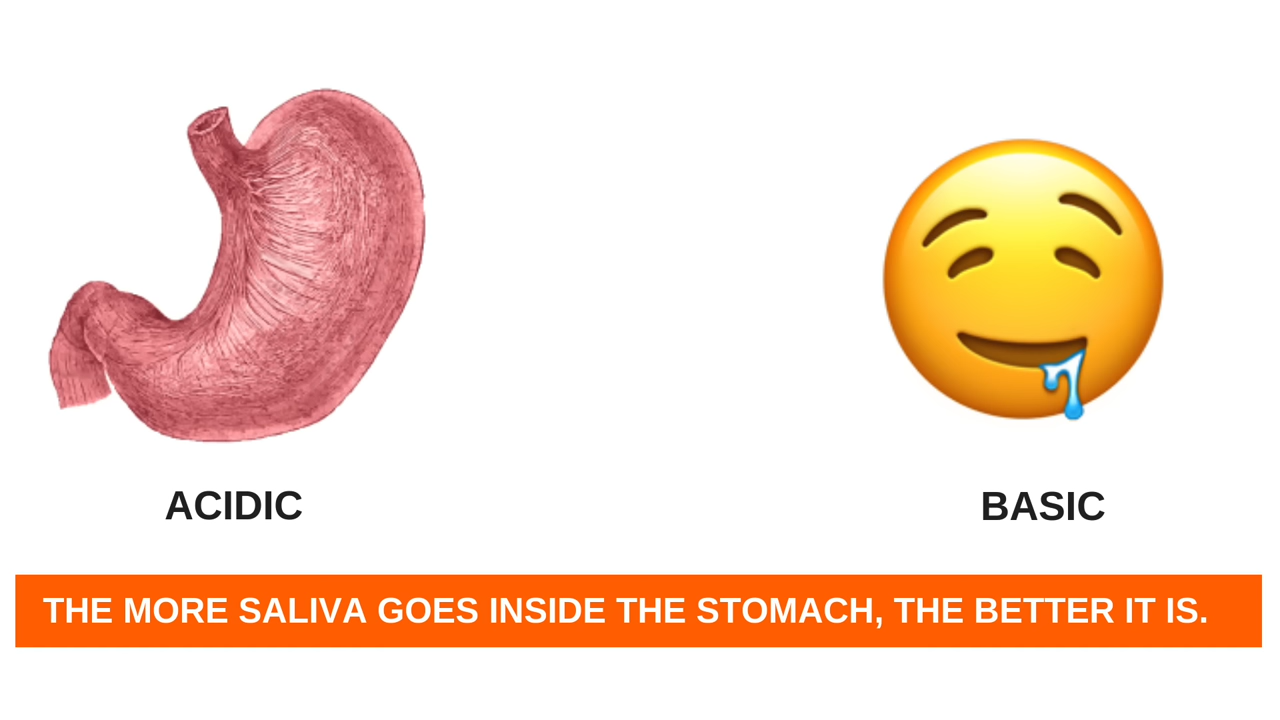 ACIDIC
BASIC
THE MORE SALIVA GOES INSIDE THE STOMACH, THE BETTER IT IS.